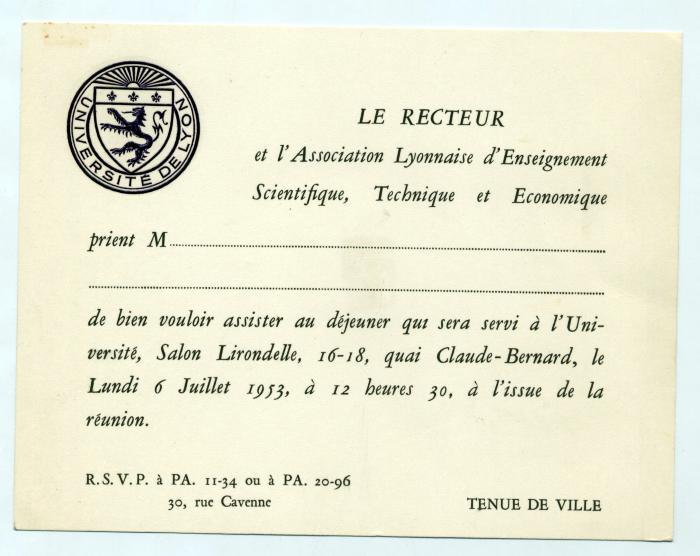 UNIVERSITÉ DE LYON
LE RECTEUR
et l'Association Lyonnaise d'Enseignement
Scientifique, Technique et Economique
prient M
de bien vouloir assister au déjeuner qui sera servi à l'Uni-
versité, Salon Lirondelle, 16-18, quai Claude-Bernard, le
Lundi 6 Juillet 1953, à 12 heures 30, à l'issue de la
réunion.
R. S. V. P. à PA. 11-34 ou à PA. 20-96
30, rue Cavenne
TENUE DE VILLE